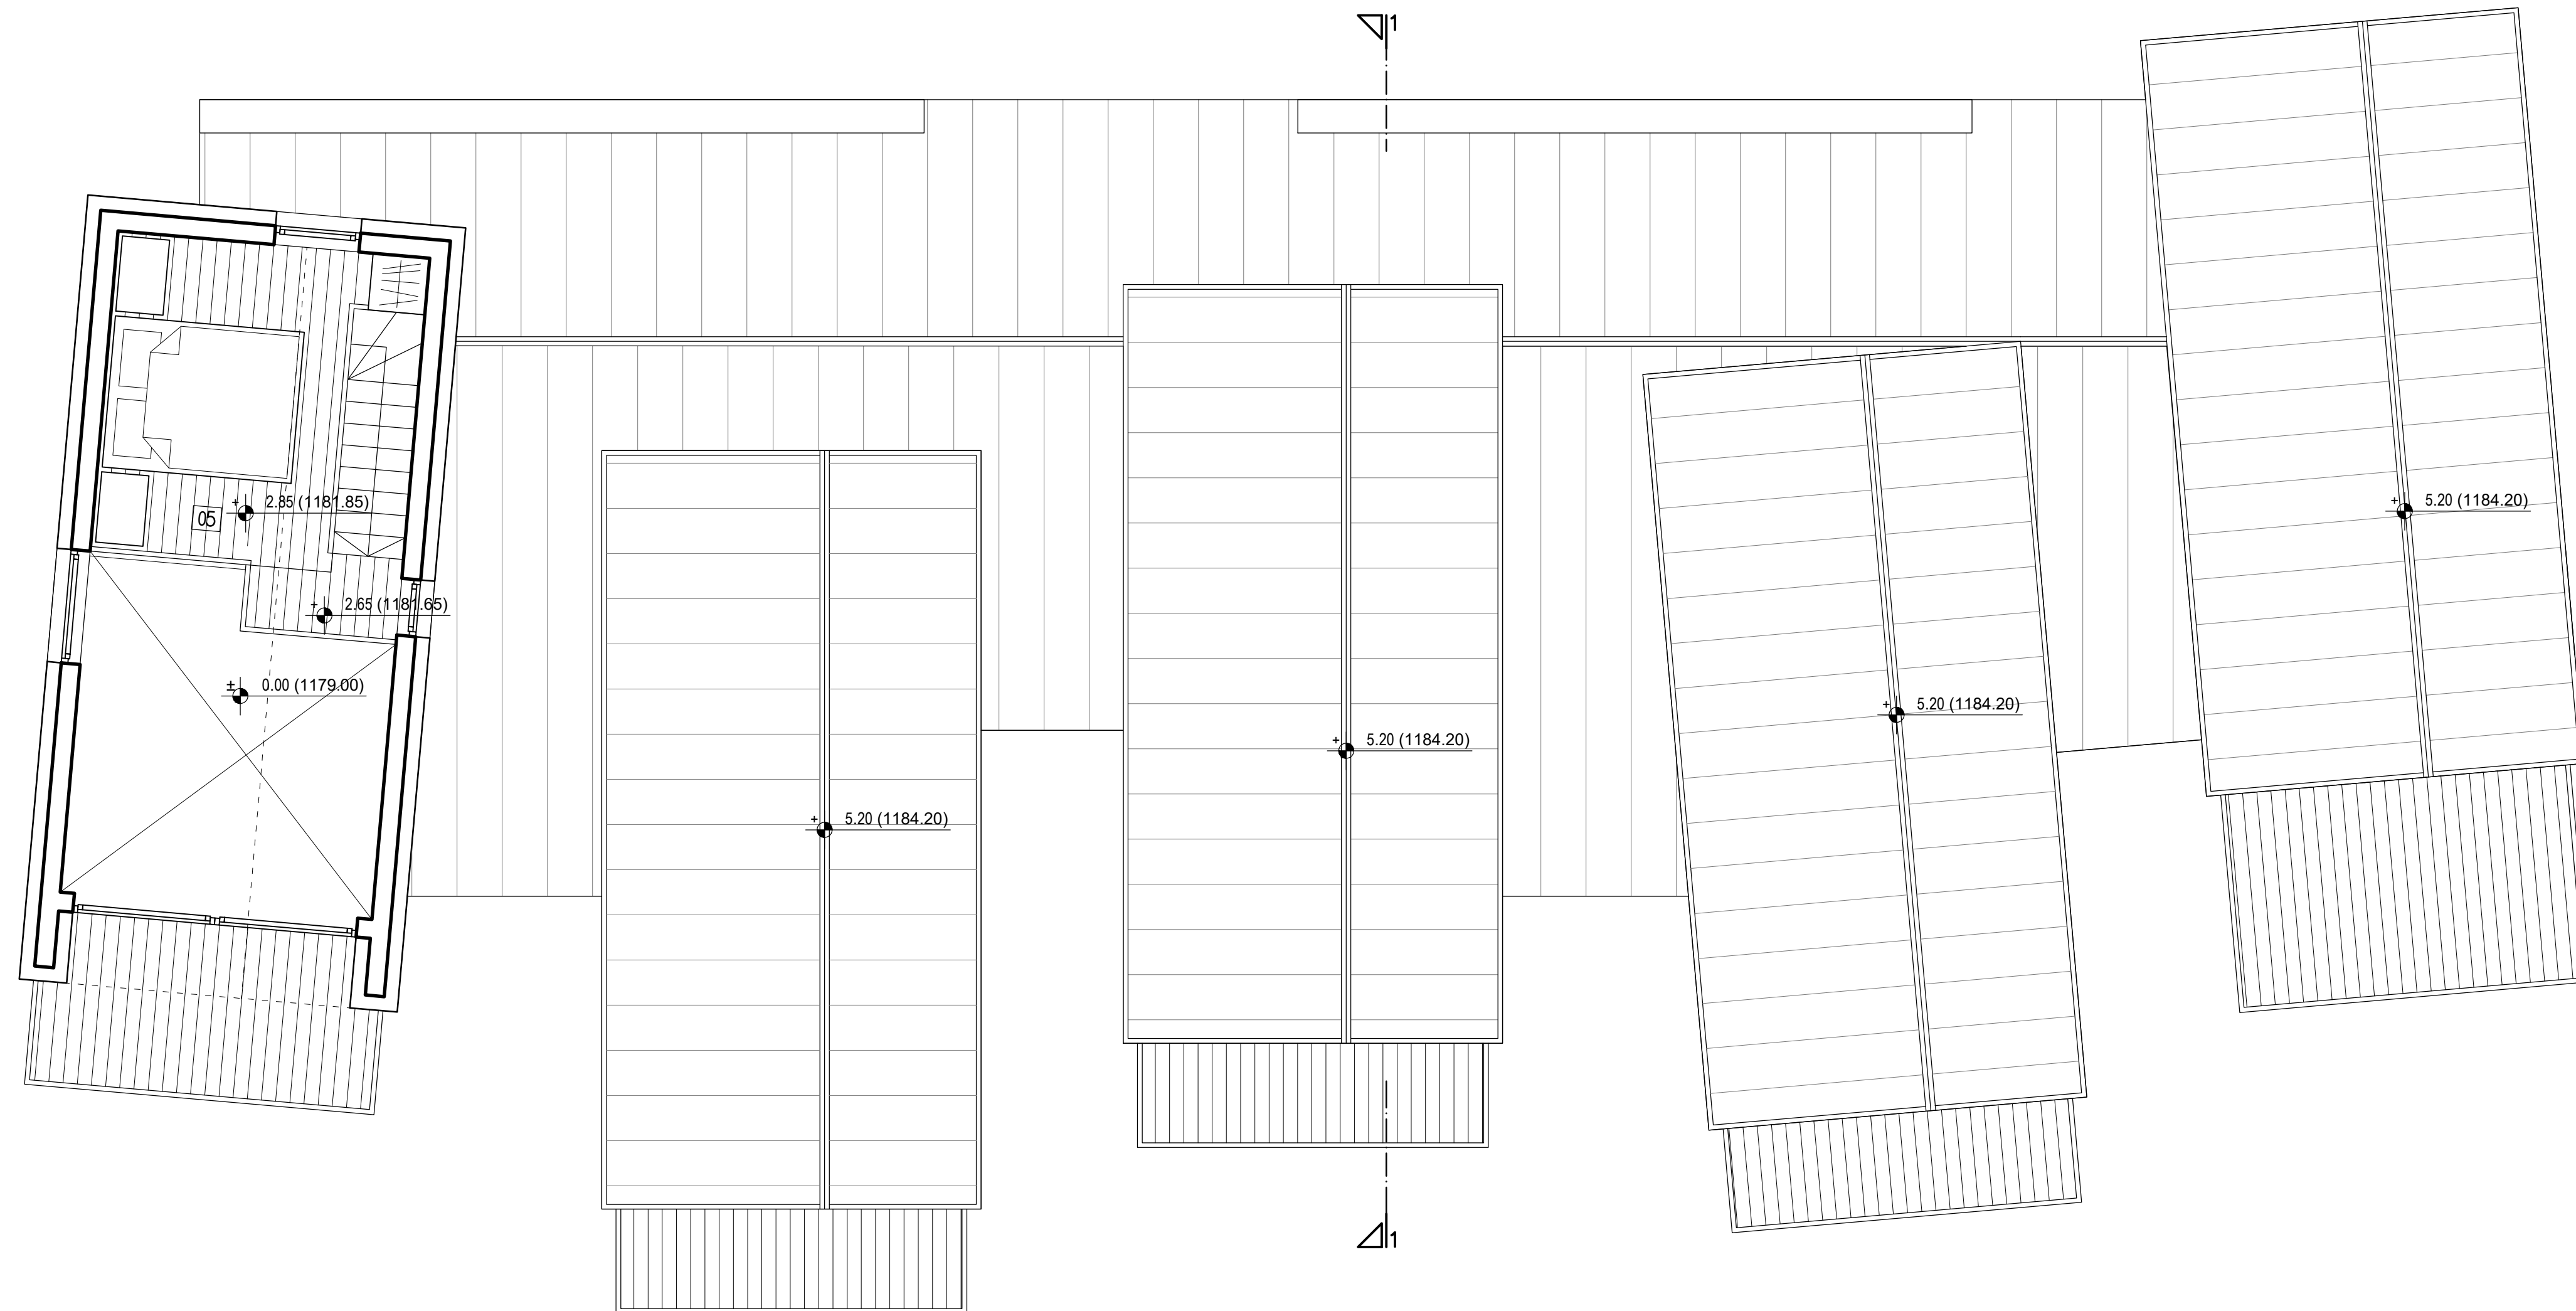 1
05
+ 2.85 (1181.85)
+ 2.65 (1181.65)
± 0.00 (1179.00)
+ 5.20 (1184.20)
+ 5.20 (1184.20)
+ 5.20 (1184.20)
+ 5.20 (1184.20)
1